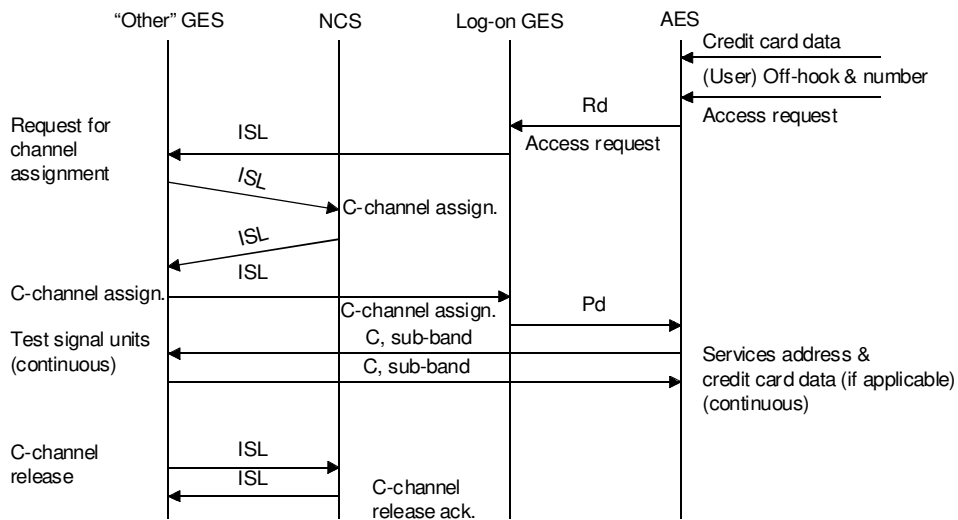 “Other” GES
NCS
Log-on GES
AES
Credit card data
(User) Off-hook & number
Access request
Rd
Access request
Request for
channel
assignment
ISL
ISL
C-channel assign.
ISL
ISL
C-channel assign.
C-channel assign.
Pd
Test signal units
(continuous)
C, sub-band
C, sub-band
Services address &
credit card data (if applicable)
(continuous)
C-channel
release
ISL
ISL
C-channel
release ack.